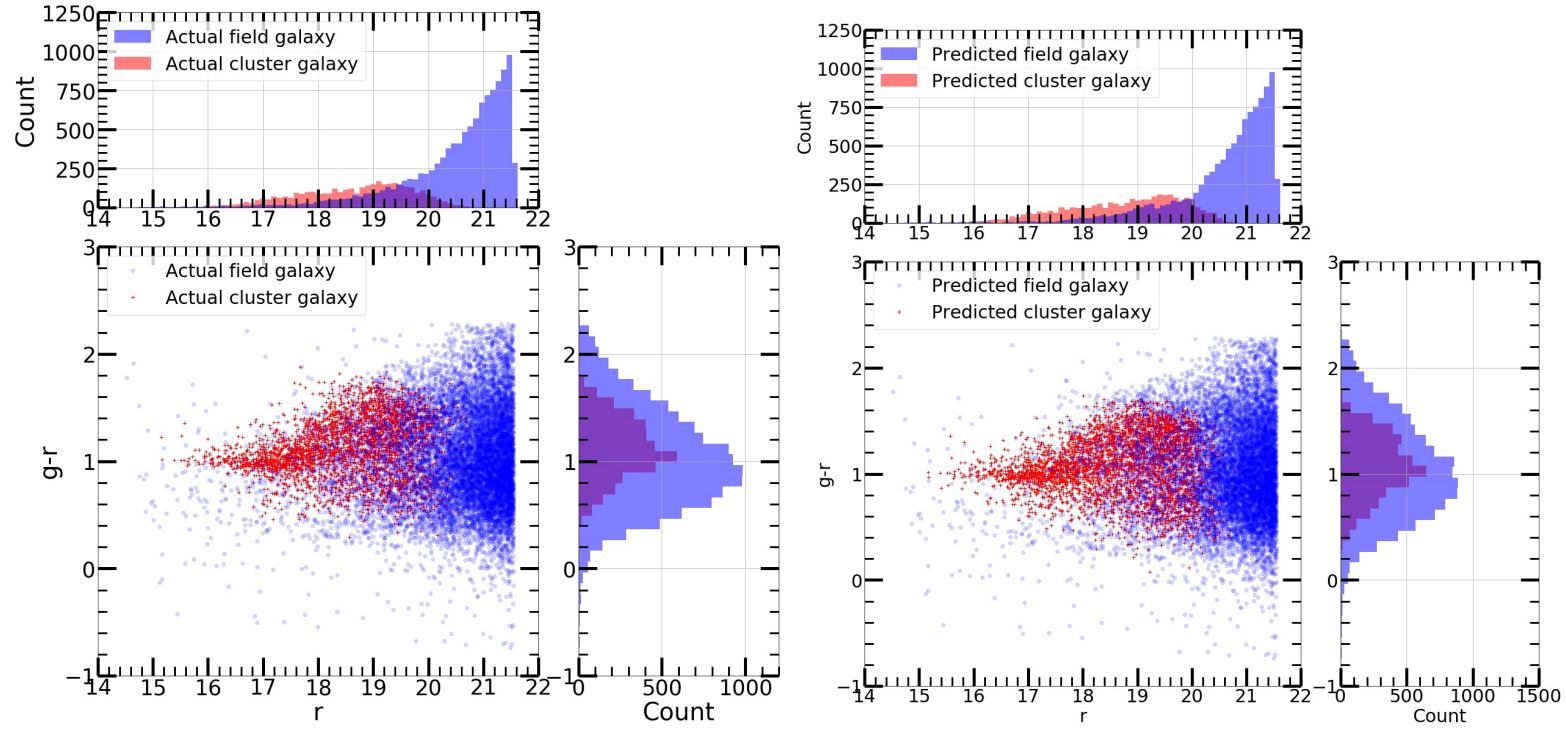 1250
1000
750
500
250
0
Count
Actual field galaxy
Actual cluster galaxy
14 15 16 17 18 19 20 21 22
3
2
1
0
−1
g-r
Actual field galaxy
Actual cluster galaxy
14 15 16 17 18 19 20 21 22
r
3
2
1
0
−1
0 500 1000
Count
1250
1000
750
500
250
0
Count
Predicted field galaxy
Predicted cluster galaxy
14 15 16 17 18 19 20 21 22
3
2
1
0
−1
g-r
Predicted field galaxy
Predicted cluster galaxy
14 15 16 17 18 19 20 21 22
r
3
2
1
0
−1
0 500 1000 1500
Count